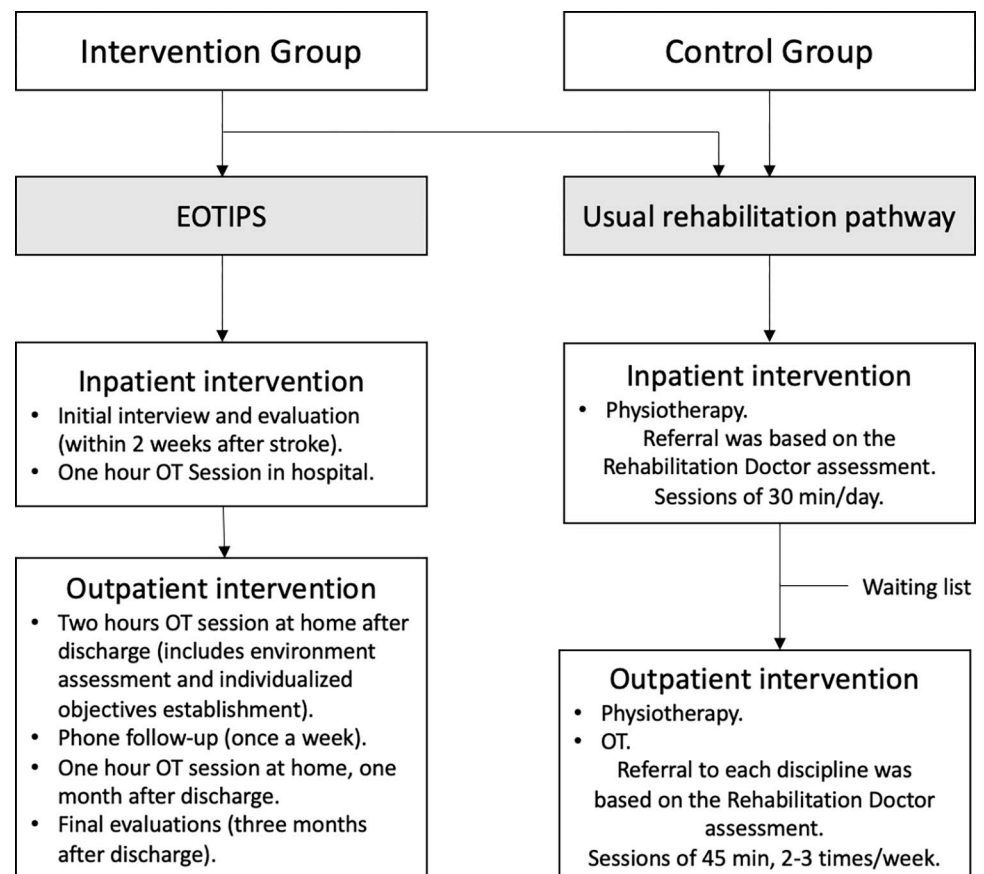 Intervention Group
Control Group
EOTIPS
Usual rehabilitation pathway
Inpatient intervention
• Initial interview and evaluation
(within 2 weeks after stroke).
• One hour OT Session in hospital.
Inpatient intervention
• Physiotherapy.
Referral was based on the
Rehabilitation Doctor assessment.
Sessions of 30 min/day.
Waiting list
Outpatient intervention
• Two hours OT session at home after
discharge (includes environment
assessment and individualized
objectives establishment).
• Phone follow-up (once a week).
• One hour OT session at home, one
month after discharge.
• Final evaluations (three months
after discharge).
Outpatient intervention
• Physiotherapy.
• OT.
Referral to each discipline was
based on the Rehabilitation Doctor
assessment.
Sessions of 45 min, 2-3 times/week.